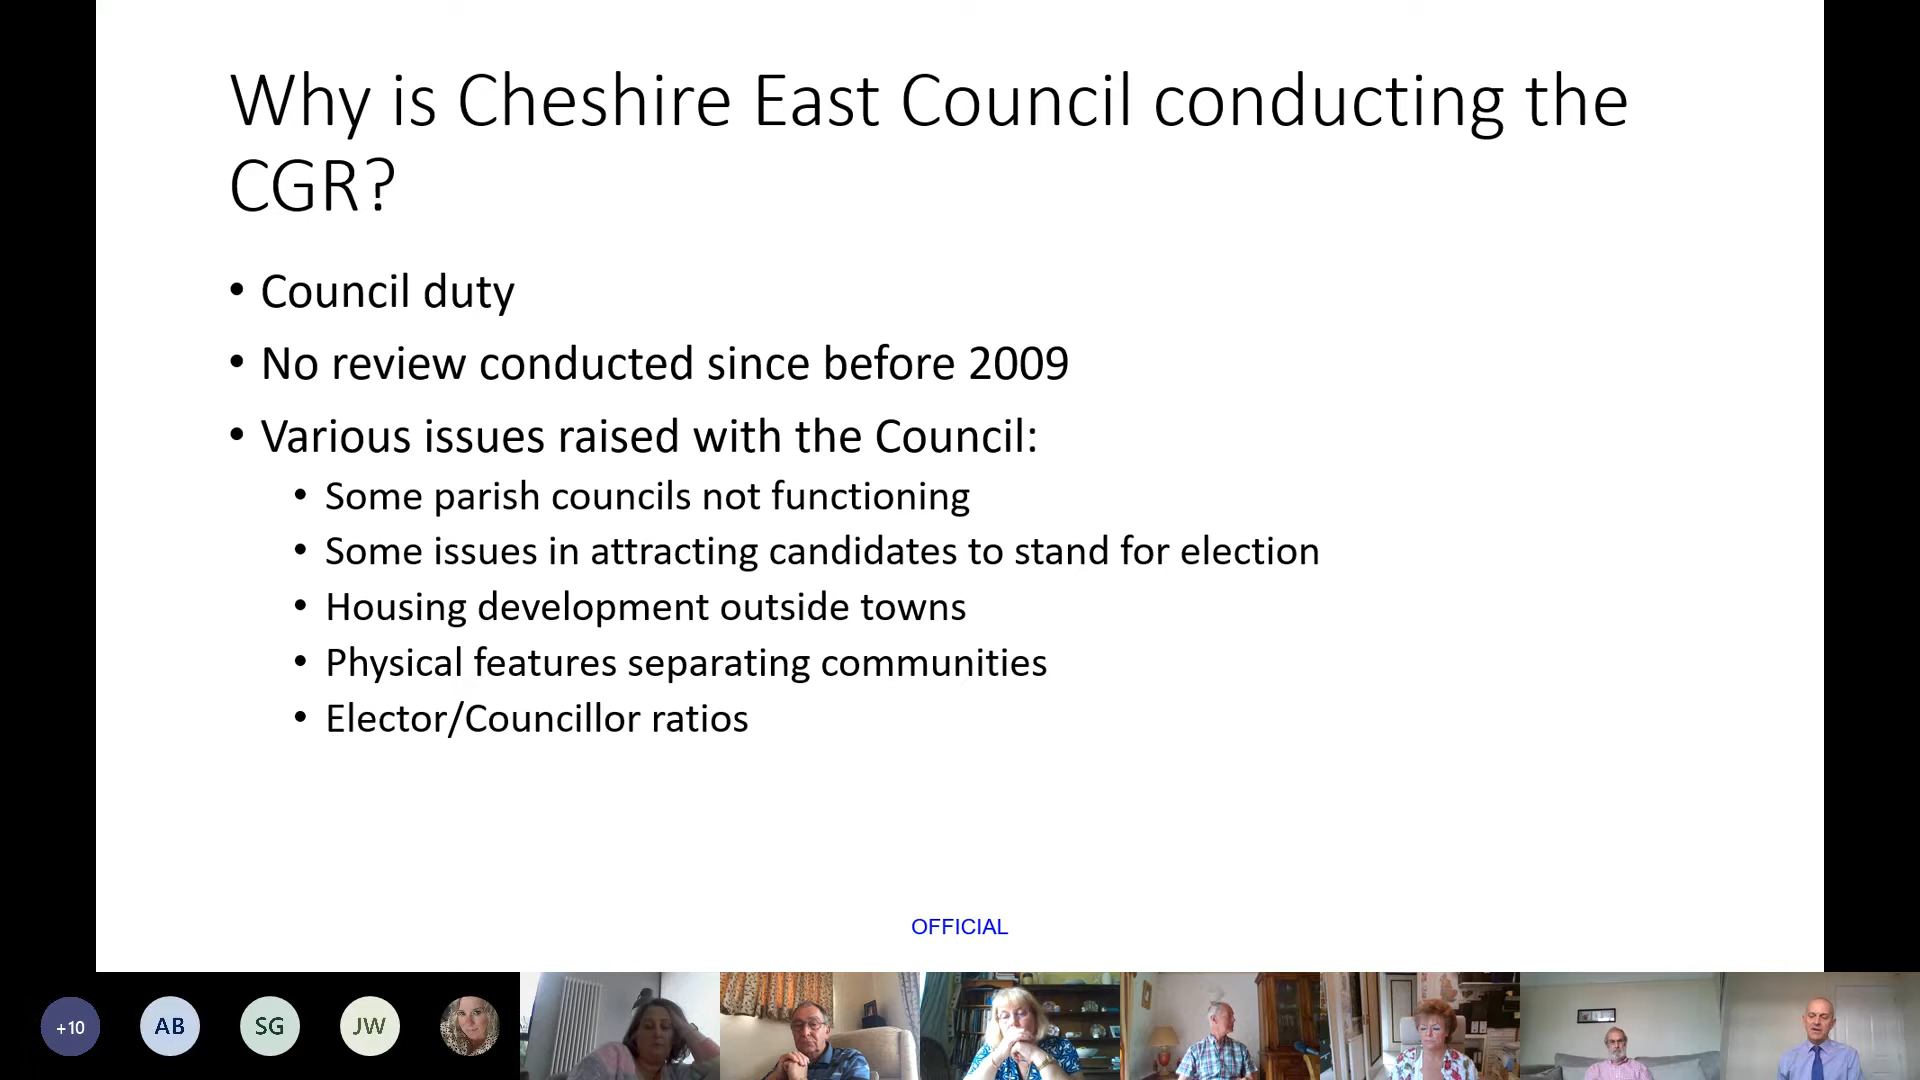 Why is Cheshire East Council conducting the
CGR?
• Council duty
• No review conducted since before 2009
• Various issues raised with the Council:
• Some parish councils not functioning
• Some issues in attracting candidates to stand for election
• Housing development outside towns
• Physical features separating communities
• Elector/Councillor ratios
OFFICIAL
+10 AB SG JW